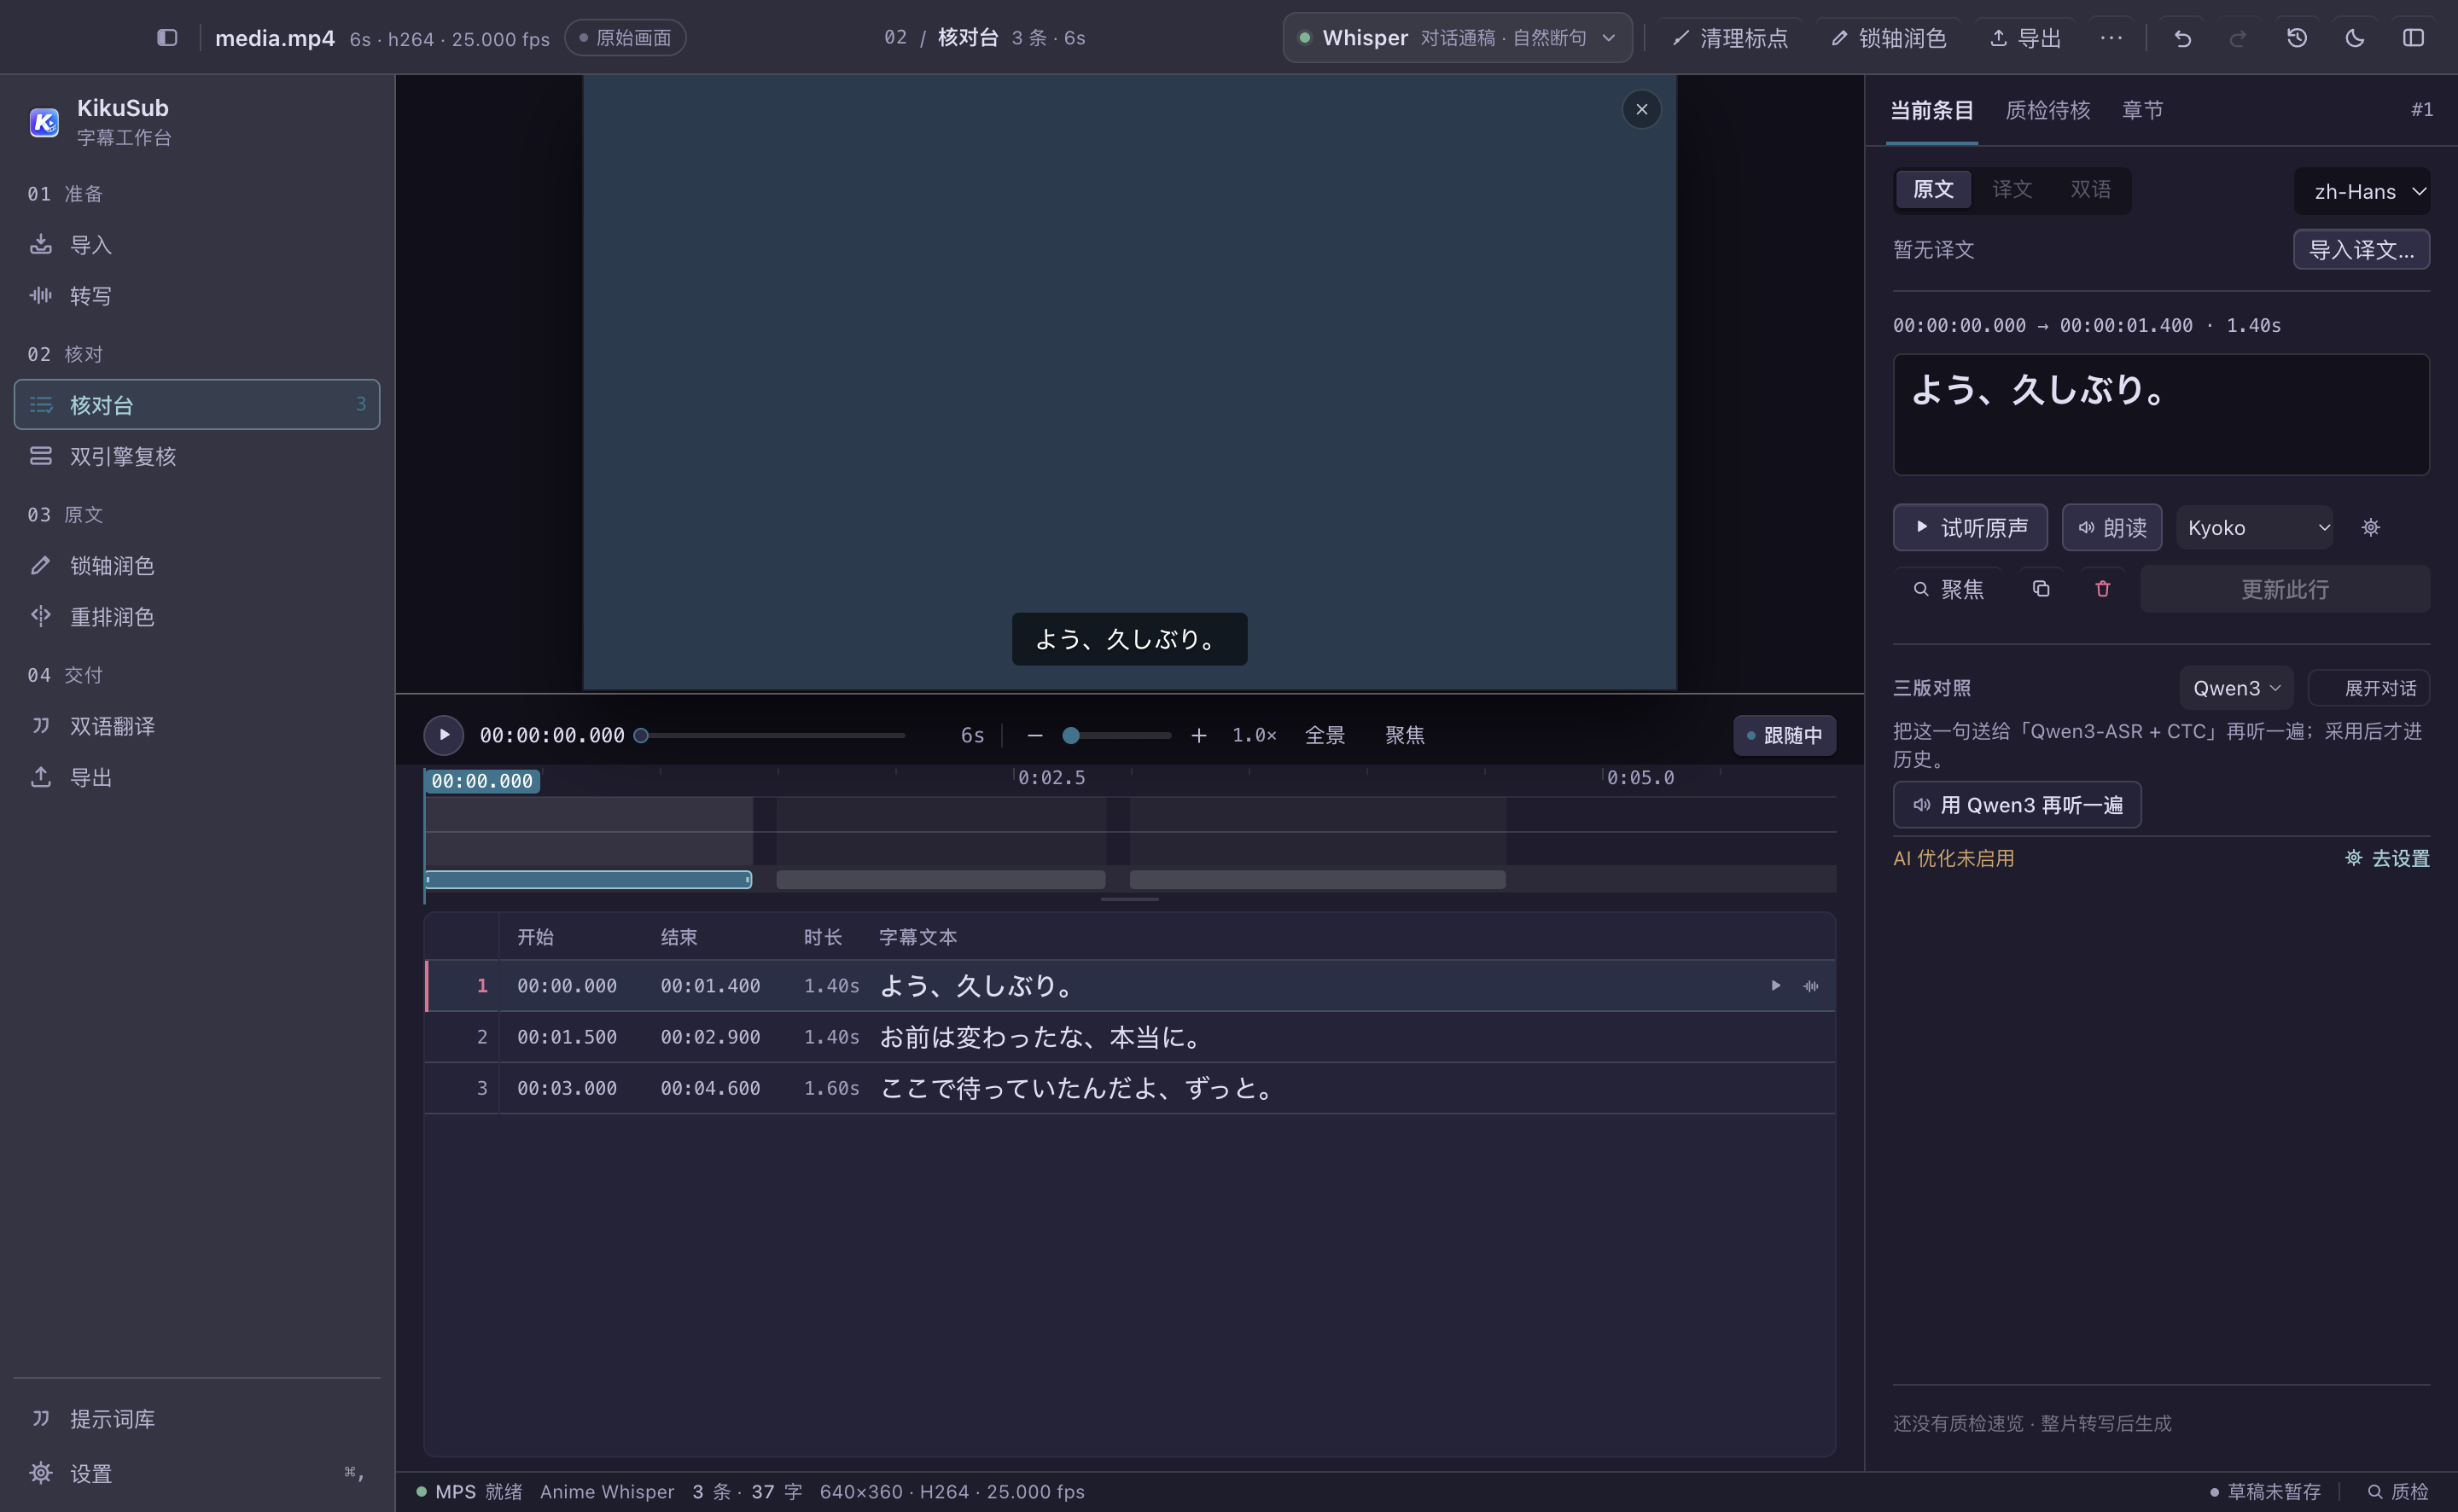 media.mp4 6s · h264 · 25.000 fps 原始画面 02 / 核对台 3 条 · 6s Whisper 对话通稿 · 自然断句 清理标点 锁轴润色 导出 ···
KikuSub
字幕工作台
01 准备
导入
转写
02 核对
核对台 3
双引擎复核
03 原文
锁轴润色
重排润色
04 交付
双语翻译
导出
提示词库
设置 ⌘,
よう、久しぶり。
00:00:00.000 6s − + 1.0× 全景 聚焦 跟随中
00:00.000 0:02.5 0:05.0
开始 结束 时长 字幕文本
1 00:00.000 00:01.400 1.40s よう、久しぶり。
2 00:01.500 00:02.900 1.40s お前は変わったな、本当に。
3 00:03.000 00:04.600 1.60s ここで待っていたんだよ、ずっと。
当前条目 质检待核 章节 #1
原文 译文 双语 zh-Hans
暂无译文 导入译文...
00:00:00.000 → 00:00:01.400 · 1.40s
よう、久しぶり。
试听原声 朗读 Kyoko
聚焦 更新此行
三版对照 Qwen3 展开对话
把这一句送给「Qwen3-ASR + CTC」再听一遍；采用后才进
历史。
用 Qwen3 再听一遍
AI 优化未启用 去设置
还没有质检速览 · 整片转写后生成
MPS 就绪 Anime Whisper 3 条 · 37 字 640×360 · H264 · 25.000 fps 草稿未暂存 质检